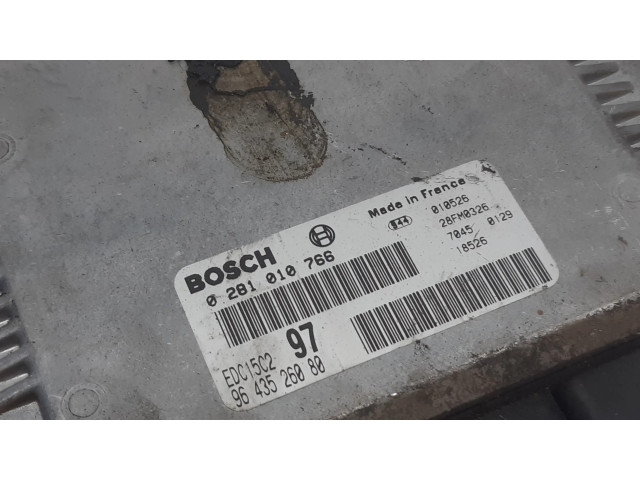 BOSCH
0 281 010 766
EDC15C2
97
96 435 260 80
Made in France
S44 010526
28FM0326
7045 0129
18526